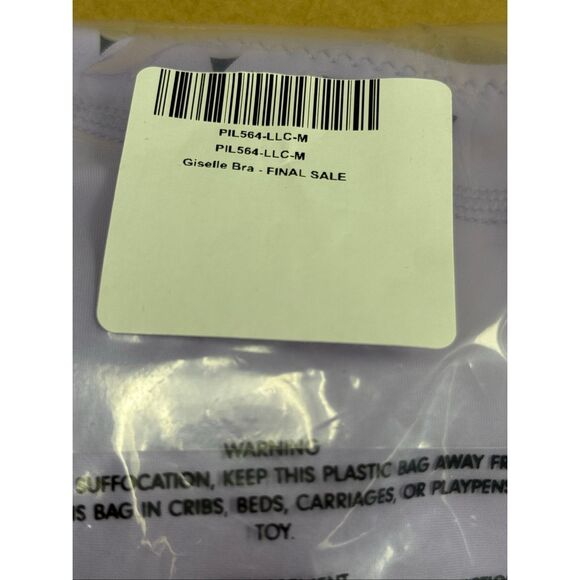 PIL564-LLC-M
PIL564-LLC-M
Giselle Bra - FINAL SALE
WARNING
SUFFOCATION, KEEP THIS PLASTIC BAG AWAY FR
IS BAG IN CRIBS, BEDS, CARRIAGES, OR PLAYPENS
TOY.